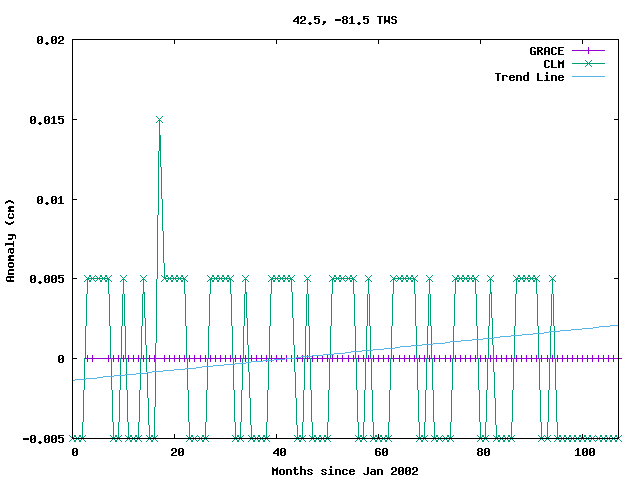 42.5, -81.5 TWS
0.02
0.015
0.01
0.005
0
-0.005
Anomaly (cm)
GRACE
CLM
Trend Line
0 20 40 60 80 100
Months since Jan 2002